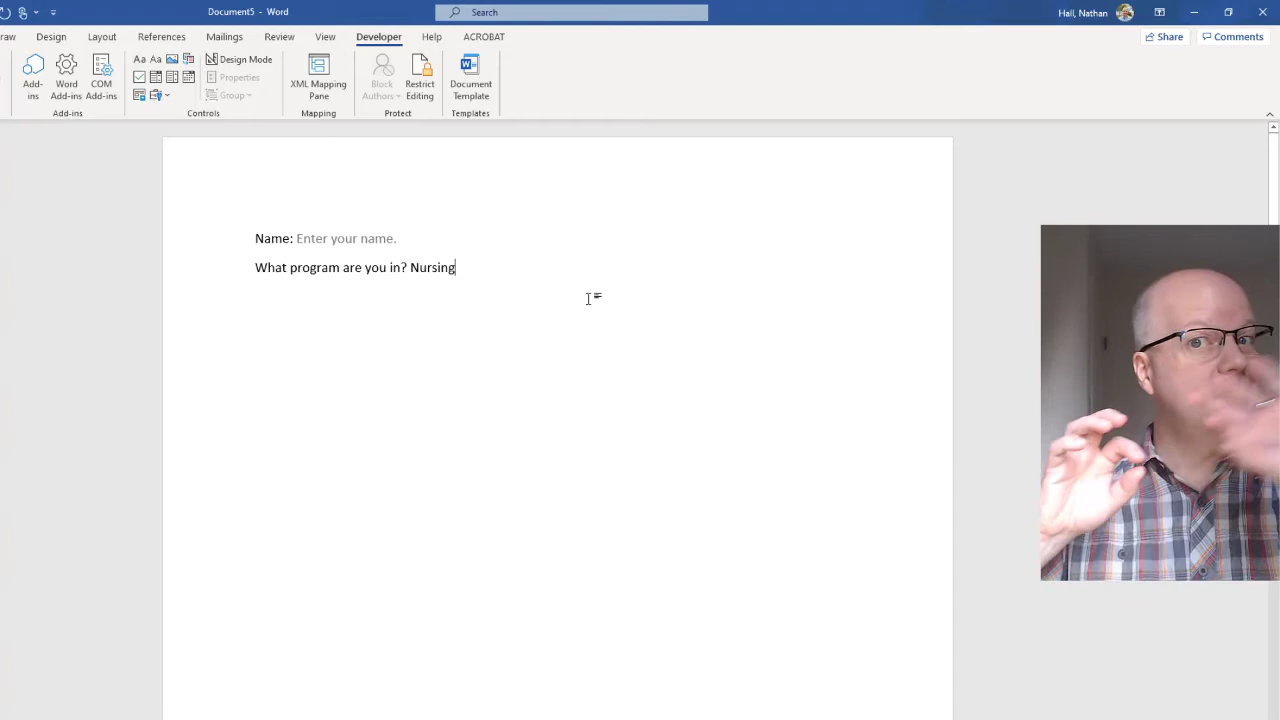 Document5 - Word
Search
Hall, Nathan
raw Design Layout References Mailings Review View Developer Help ACROBAT
Share Comments
Add-ins
Word Add-ins
COM Add-ins
Aa Aa
Design Mode
Properties
Group
XML Mapping Pane
Block Authors
Restrict Editing
Document Template
Add-ins Controls Mapping Protect Templates
Name: Enter your name.
What program are you in? Nursing